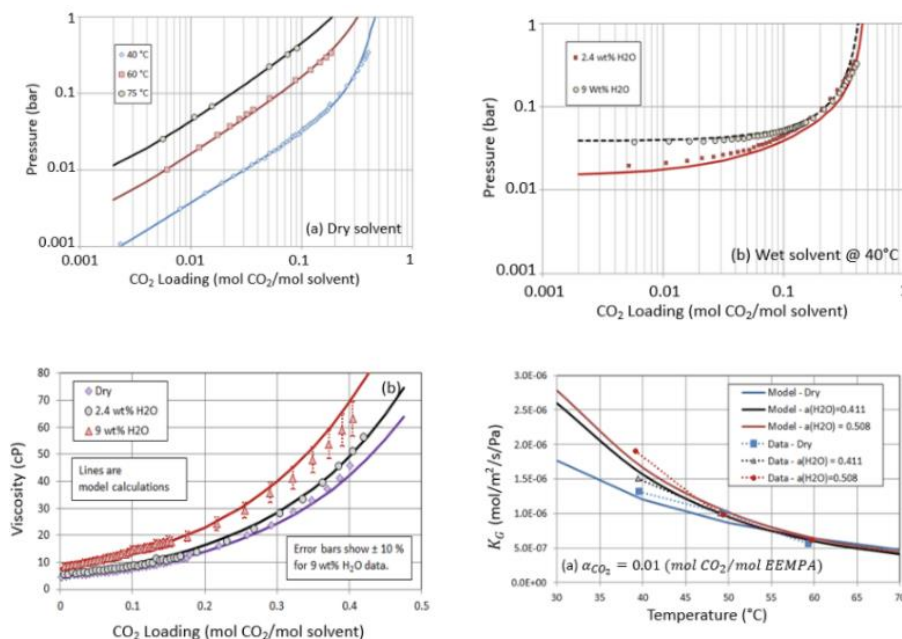 Pressure (bar)
1
0.1
0.01
0.001
40 °C
60 °C
75 °C
(a) Dry solvent
0.001
0.01
0.1
1
CO₂ Loading (mol CO₂/mol solvent)
Pressure (bar)
1
0.1
0.01
0.001
2.4 wt% H2O
9 Wt% H2O
(b) Wet solvent @ 40°C
0.001
0.01
0.1
1
CO₂ Loading (mol CO₂/mol solvent)
Viscosity (cP)
80
70
60
50
40
30
20
10
0
Dry
2.4 wt% H2O
9 wt% H2O
(b)
Lines are
model calculations
Error bars show ± 10 %
for 9 wt% H₂O data.
0
0.1
0.2
0.3
0.4
0.5
CO₂ Loading (mol CO₂/mol solvent)
K_G (mol/m²/s/Pa)
3.0E-06
2.5E-06
2.0E-06
1.5E-06
1.0E-06
5.0E-07
0.0E+00
Model - Dry
Model - a(H2O)=0.411
Model - a(H2O) = 0.508
Data - Dry
Data - a(H2O) = 0.411
Data - a(H2O)=0.508
(a) α_CO₂ = 0.01 (mol CO₂/mol EEMPA)
30
35
40
45
50
55
60
65
70
Temperature (°C)